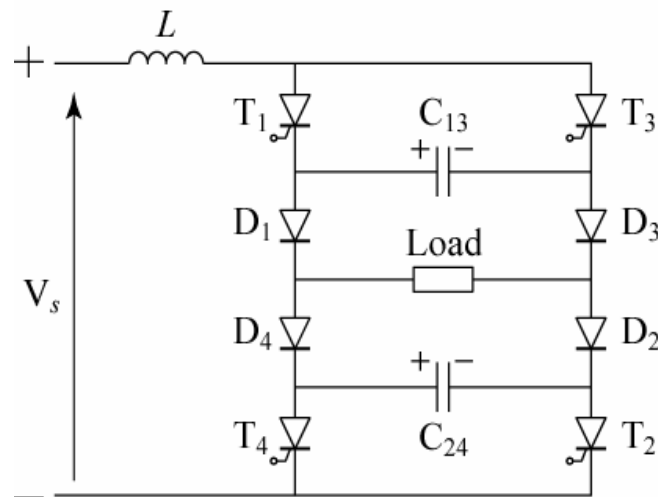 L
+
T₁
C₁₃
T₃
+ −
D₁
Load
D₃
Vₛ
D₄
D₂
+ −
T₄
C₂₄
T₂
−